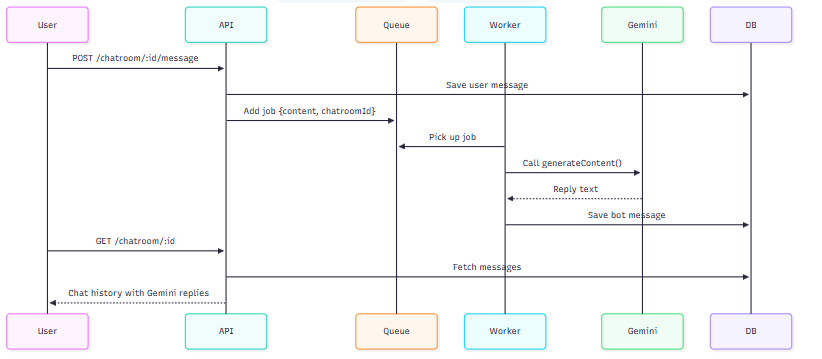 User
API
Queue
Worker
Gemini
DB
POST /chatroom/:id/message
Save user message
Add job {content, chatroomId}
Pick up job
Call generateContent()
Reply text
Save bot message
GET /chatroom/:id
Fetch messages
Chat history with Gemini replies
User
API
Queue
Worker
Gemini
DB